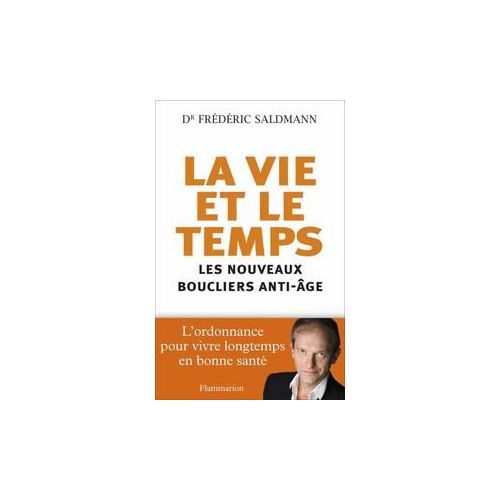 Dʳ FRÉDÉRIC SALDMANN
LA VIE
ET LE
TEMPS
LES NOUVEAUX
BOUCLIERS ANTI-ÂGE
L'ordonnance
pour vivre longtemps
en bonne santé
Flammarion